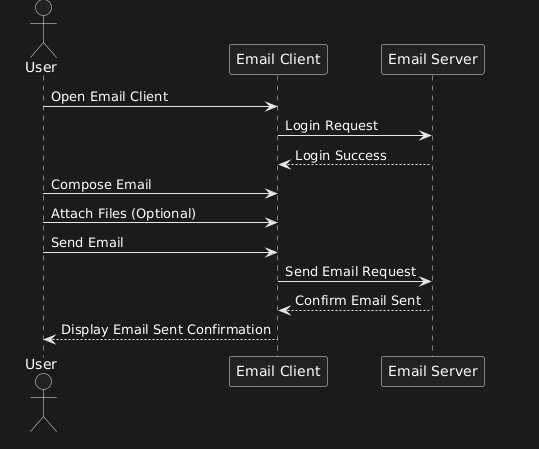 User
Email Client
Email Server
Open Email Client
Login Request
Login Success
Compose Email
Attach Files (Optional)
Send Email
Send Email Request
Confirm Email Sent
Display Email Sent Confirmation
User
Email Client
Email Server